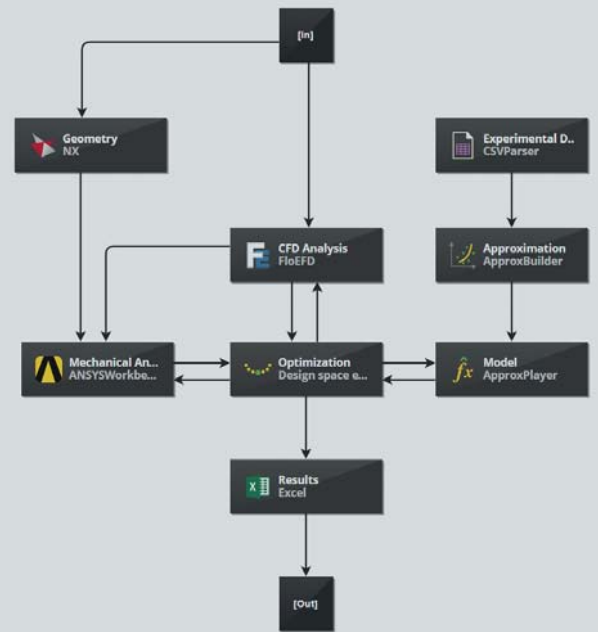 [in]
Geometry
NX
Experimental D..
CSVParser
CFD Analysis
FloEFD
Approximation
ApproxBuilder
Mechanical An...
ANSYSWorkbe...
Optimization
Design space e...
Model
ApproxPlayer
Results
Excel
[Out]